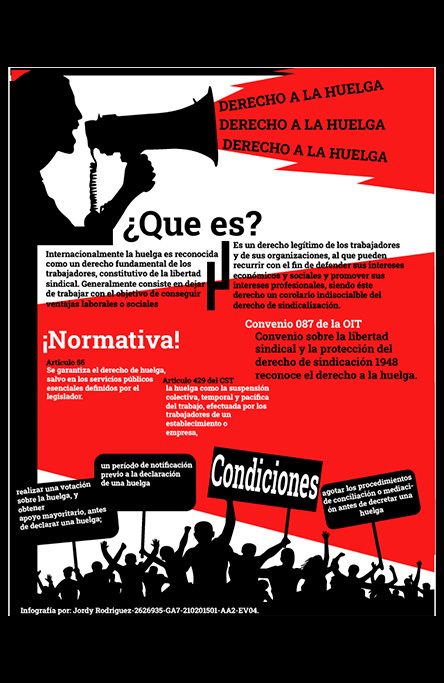 DERECHO A LA HUELGA
DERECHO A LA HUELGA
DERECHO A LA HUELGA
¿Que es?
Internacionalmente la huelga es reconocida
como un derecho fundamental de los
trabajadores, constitutivo de la libertad
sindical. Generalmente consiste en dejar
de trabajar con el objetivo de conseguir
ventajas laborales o sociales
Es un derecho legítimo de los trabajadores
y de sus organizaciones, al que pueden
recurrir con el fin de defender sus intereses
económicos y sociales y promover sus
intereses profesionales, siendo éste
derecho un corolario indisocialble del
derecho de sindicalización.
¡Normativa!
Articulo 56
Se garantiza el derecho de huelga,
salvo en los servicios públicos
esenciales definidos por el
legislador.
Articulo 429 del CST
la huelga como la suspensión
colectiva, temporal y pacífica
del trabajo, efectuada por los
trabajadores de un
establecimiento o
empresa,
Convenio 087 de la OIT
Convenio sobre la libertad
sindical y la protección del
derecho de sindicación 1948
reconoce el derecho a la huelga.
realizar una votación
sobre la huelga, y
obtener
apoyo mayoritario, antes
de declarar una huelga;
un período de notificación
previo a la declaración
de una huelga
Condiciones
agotar los procedimientos
de conciliación o mediaci-
ón antes de decretar una
huelga
Infografia por: Jordy Rodriguez-2626935-GA7-210201501-AA2-EV04.